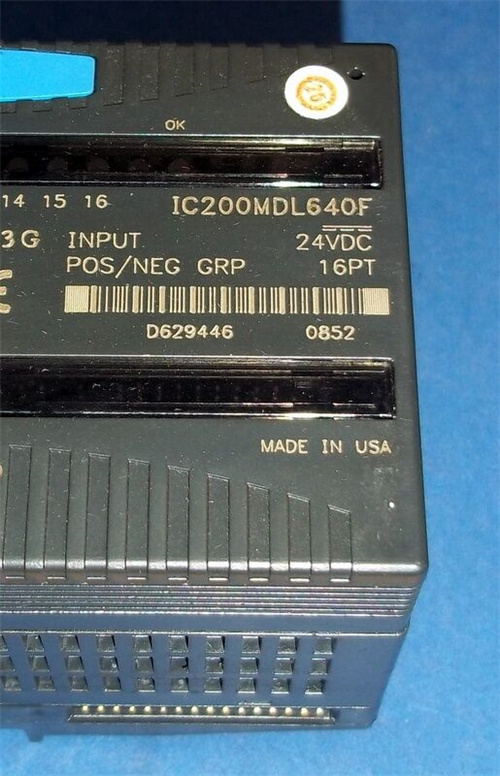 OK
14 15 16 IC200MDL640F
3G INPUT 24VDC
POS/NEG GRP 16PT
D629446 0852
MADE IN USA